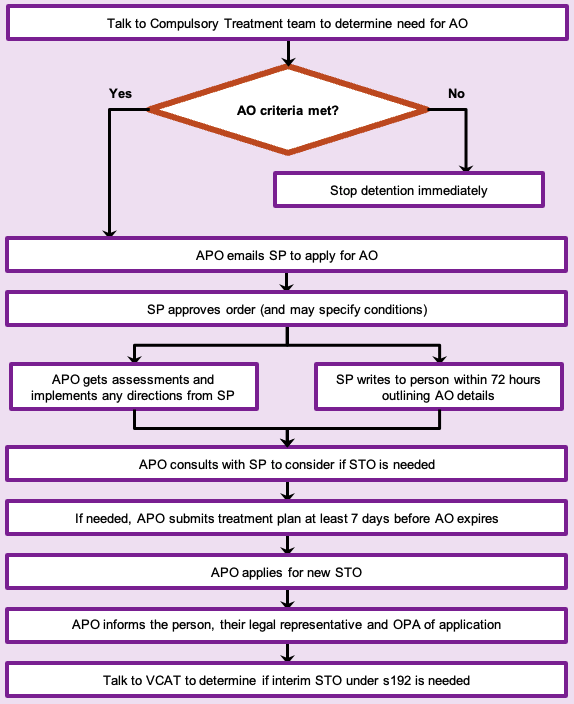 Talk to Compulsory Treatment team to determine need for AO
Yes
No
AO criteria met?
Stop detention immediately
APO emails SP to apply for AO
SP approves order (and may specify conditions)
APO gets assessments and
implements any directions from SP
SP writes to person within 72 hours
outlining AO details
APO consults with SP to consider if STO is needed
If needed, APO submits treatment plan at least 7 days before AO expires
APO applies for new STO
APO informs the person, their legal representative and OPA of application
Talk to VCAT to determine if interim STO under s192 is needed